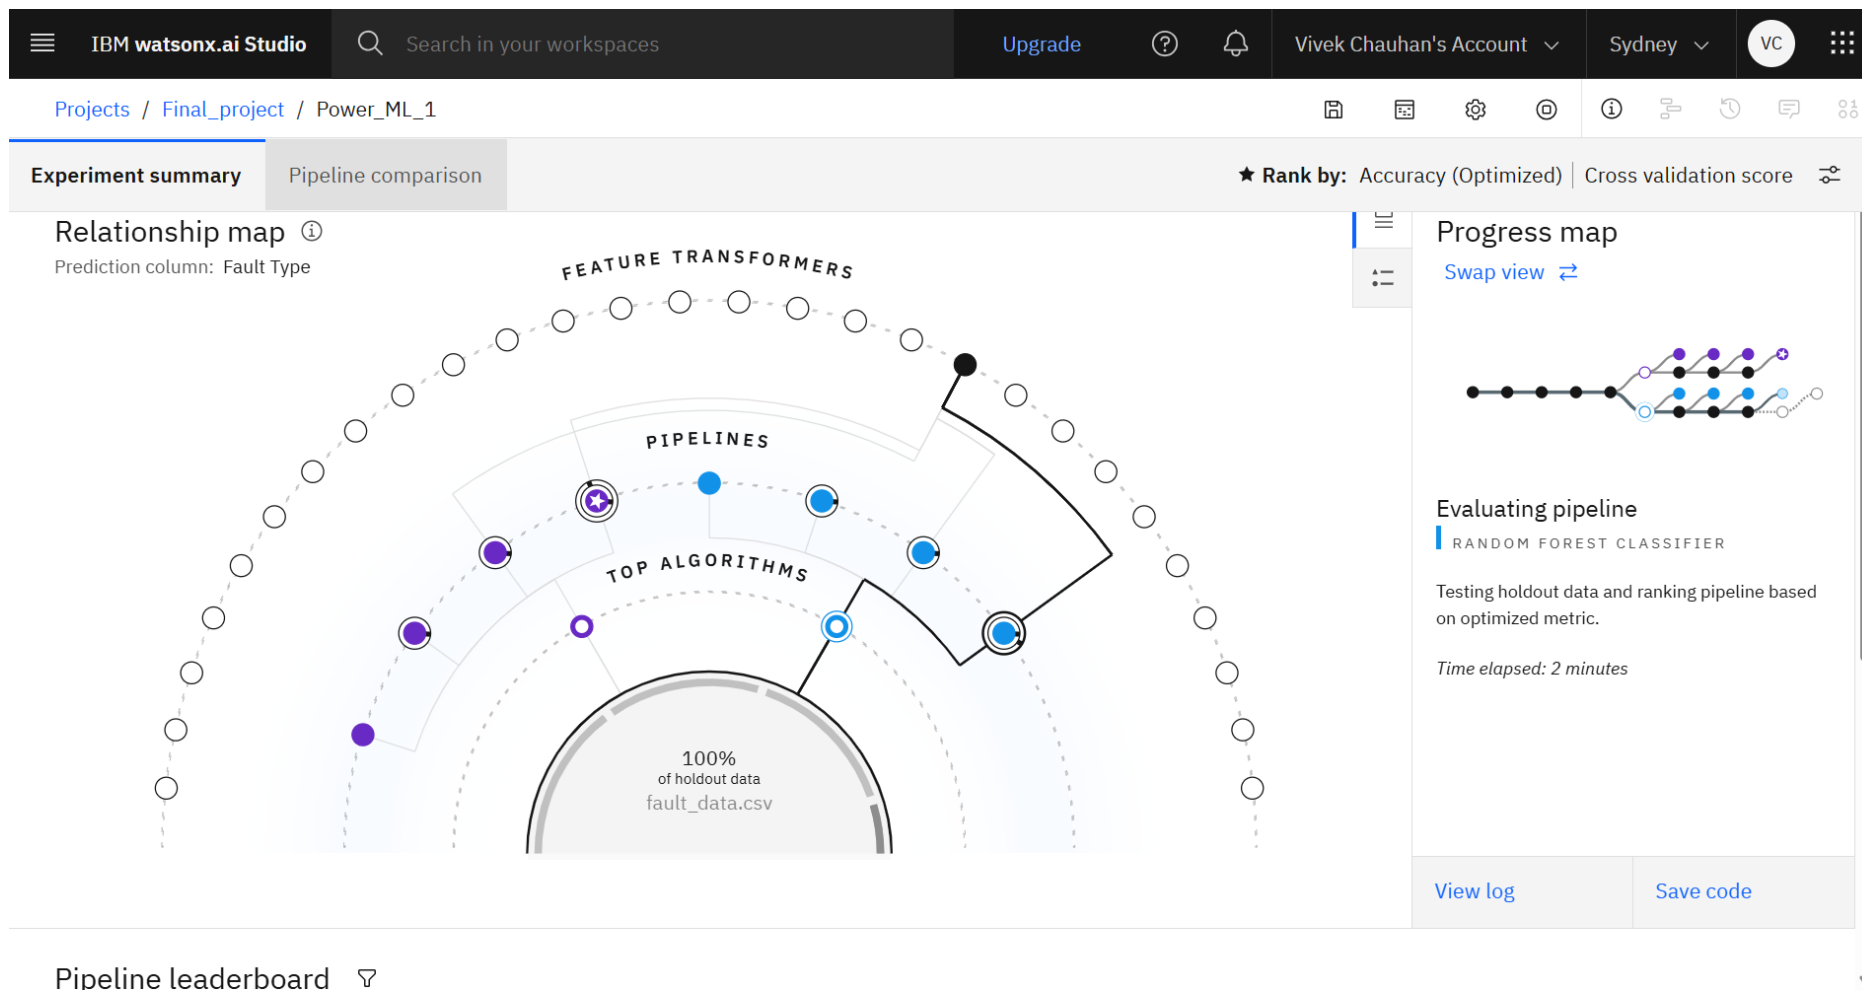 IBM watsonx.ai Studio
Search in your workspaces
Upgrade
Vivek Chauhan's Account
Sydney
VC
Projects / Final_project / Power_ML_1
Experiment summary
Pipeline comparison
Rank by: Accuracy (Optimized) | Cross validation score
Relationship map
Prediction column: Fault Type
FEATURE TRANSFORMERS
PIPELINES
TOP ALGORITHMS
100%
of holdout data
fault_data.csv
Progress map
Swap view
Evaluating pipeline
RANDOM FOREST CLASSIFIER
Testing holdout data and ranking pipeline based
on optimized metric.
Time elapsed: 2 minutes
View log
Save code
Pipeline leaderboard